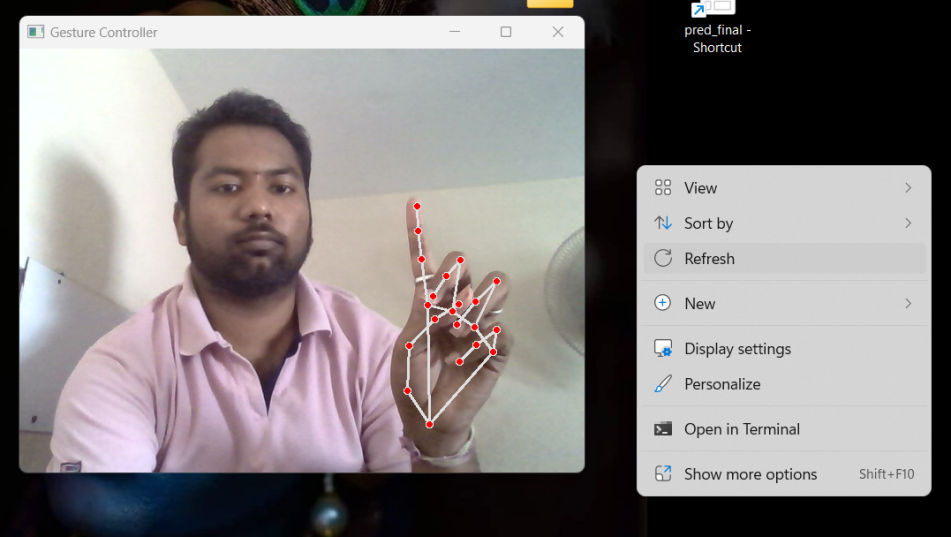 Gesture Controller
pred_final -
Shortcut
View
Sort by
Refresh
New
Display settings
Personalize
Open in Terminal
Show more options Shift+F10